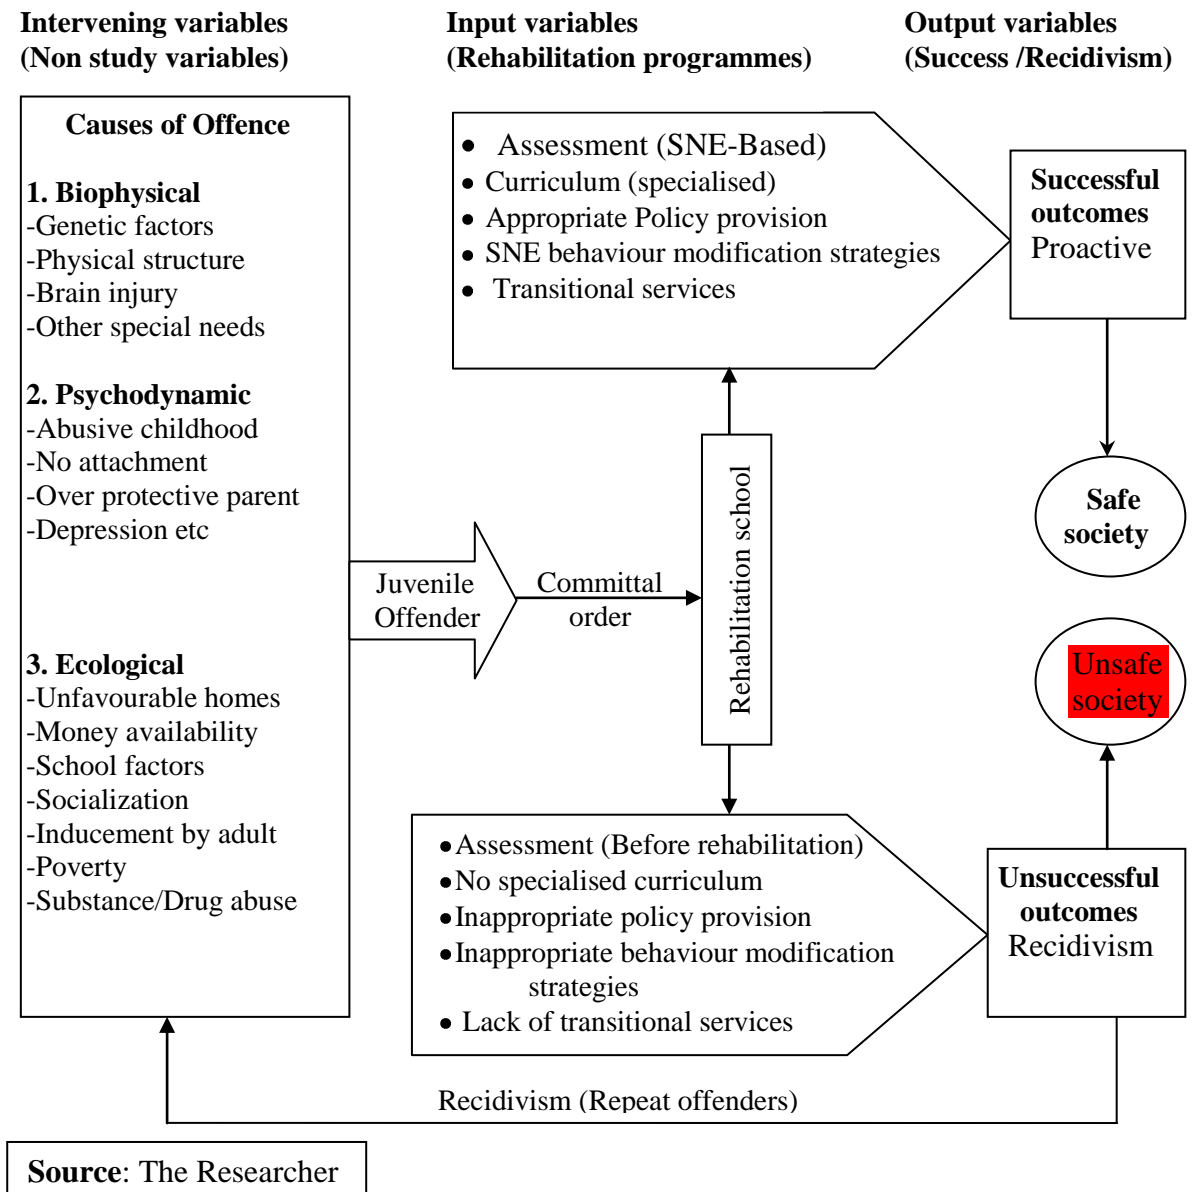 Intervening variables
(Non study variables)
Input variables
(Rehabilitation programmes)
Output variables
(Success /Recidivism)
Causes of Offence
1. Biophysical
-Genetic factors
-Physical structure
-Brain injury
-Other special needs
2. Psychodynamic
-Abusive childhood
-No attachment
-Over protective parent
-Depression etc
3. Ecological
-Unfavourable homes
-Money availability
-School factors
-Socialization
-Inducement by adult
-Poverty
-Substance/Drug abuse
Juvenile
Offender
Committal
order
Rehabilitation school
• Assessment (SNE-Based)
• Curriculum (specialised)
• Appropriate Policy provision
• SNE behaviour modification strategies
• Transitional services
Successful
outcomes
Proactive
Safe
society
Unsafe
society
• Assessment (Before rehabilitation)
• No specialised curriculum
• Inappropriate policy provision
• Inappropriate behaviour modification
strategies
• Lack of transitional services
Unsuccessful
outcomes
Recidivism
Recidivism (Repeat offenders)
Source: The Researcher